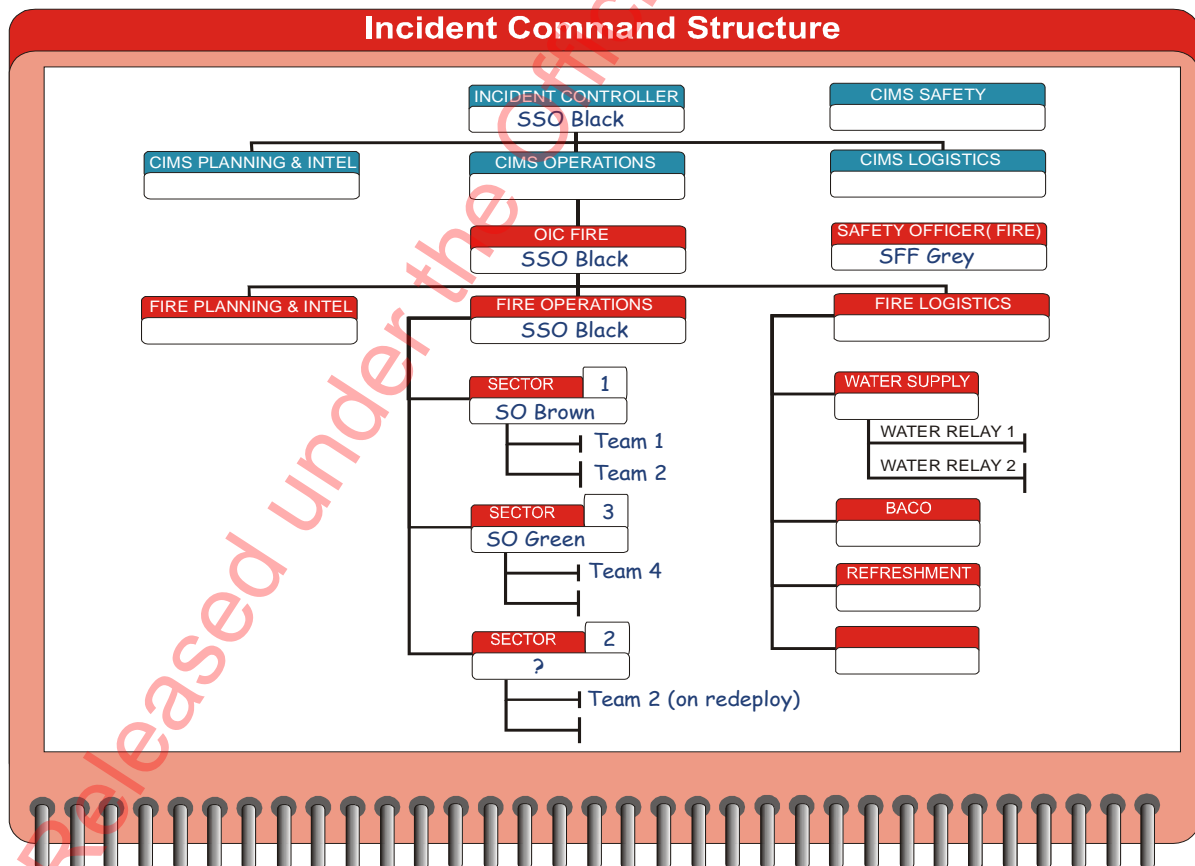 Incident Command Structure
INCIDENT CONTROLLER
SSO Black
CIMS SAFETY
CIMS PLANNING & INTEL
CIMS OPERATIONS
CIMS LOGISTICS
OIC FIRE
SSO Black
SAFETY OFFICER( FIRE)
SFF Grey
FIRE PLANNING & INTEL
FIRE OPERATIONS
SSO Black
FIRE LOGISTICS
SECTOR 1
SO Brown
Team 1
Team 2
SECTOR 3
SO Green
Team 4
SECTOR 2
?
Team 2 (on redeploy)
WATER SUPPLY
WATER RELAY 1
WATER RELAY 2
BACO
REFRESHMENT
Released under the Offic